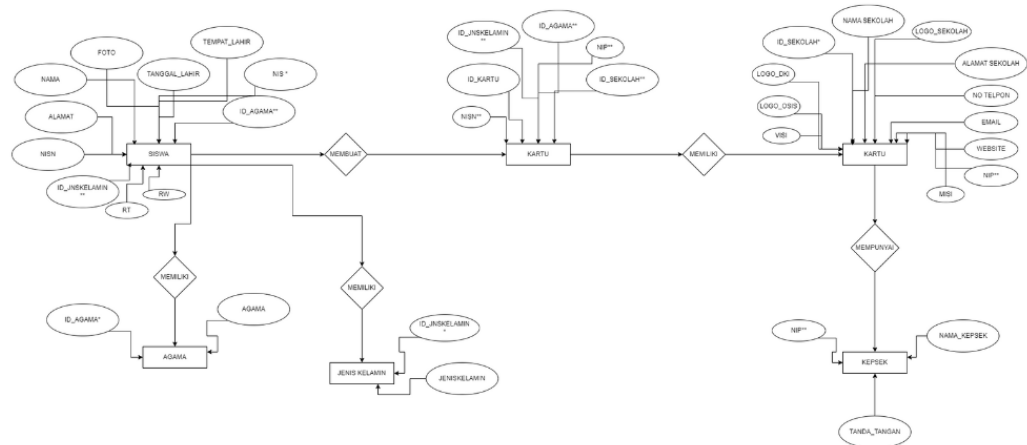 FOTO
TEMPAT_LAHIR
NAMA
TANGGAL_LAHIR
NIS *
ALAMAT
ID_AGAMA**
NISN
SISWA
ID_JNSKELAMIN
**
RT
RW
MEMBUAT
ID_JNSKELAMIN
**
ID_AGAMA**
NIP**
ID_KARTU
ID_SEKOLAH**
NISN**
KARTU
MEMILIKI
ID_SEKOLAH*
NAMA SEKOLAH
LOGO_SEKOLAH
LOGO_DKI
ALAMAT SEKOLAH
LOGO_OSIS
NO TELPON
VISI
EMAIL
KARTU
WEBSITE
NIP**
MISI
MEMILIKI
MEMILIKI
MEMPUNYAI
ID_AGAMA*
AGAMA
AGAMA
ID_JNSKELAMIN
*
JENIS KELAMIN
JENISKELAMIN
NIP**
NAMA_KEPSEK
KEPSEK
TANDA_TANGAN